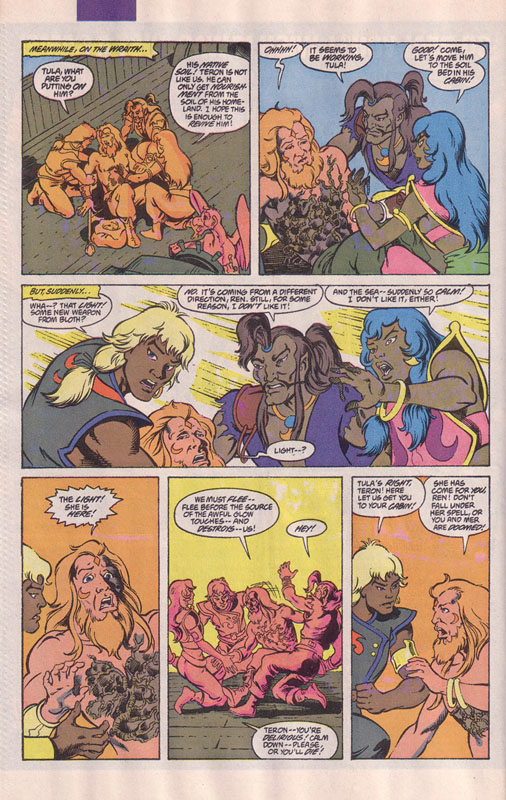 MEANWHILE, ON THE WRAITH...
TULA, WHAT
ARE YOU
PUTTING ON
HIM?
HIS NATIVE
SOIL! TERON IS NOT
LIKE US. HE CAN
ONLY GET NOURISH-
MENT FROM THE
SOIL OF HIS HOME-
LAND. I HOPE THIS
IS ENOUGH TO
REVIVE HIM!
OHHHH!
IT SEEMS TO
BE WORKING,
TULA!
GOOD! COME,
LET'S MOVE HIM
TO THE SOIL
BED IN HIS
CABIN!
BUT, SUDDENLY...
WHA--? THAT LIGHT!
SOME NEW WEAPON
FROM BLOTH?
NO. IT'S COMING FROM A DIFFERENT
DIRECTION, REN. STILL, FOR SOME
REASON, I DON'T LIKE IT!
AND THE SEA--SUDDENLY SO CALM!
I DON'T LIKE IT, EITHER!
LIGHT--?
THE LIGHT!
SHE IS
HERE!
WE MUST FLEE--
FLEE BEFORE THE SOURCE
OF THE AWFUL GLOW
TOUCHES--AND
DESTROYS--US!
HEY!
TERON--YOU'RE
DELIRIOUS! CALM
DOWN--PLEASE,
OR YOU'LL DIE!
TULA'S RIGHT,
TERON! HERE
LET US GET YOU
TO YOUR CABIN!
SHE HAS
COME FOR YOU,
REN! DON'T
FALL UNDER
HER SPELL, OR
YOU AND MER
ARE DOOMED!